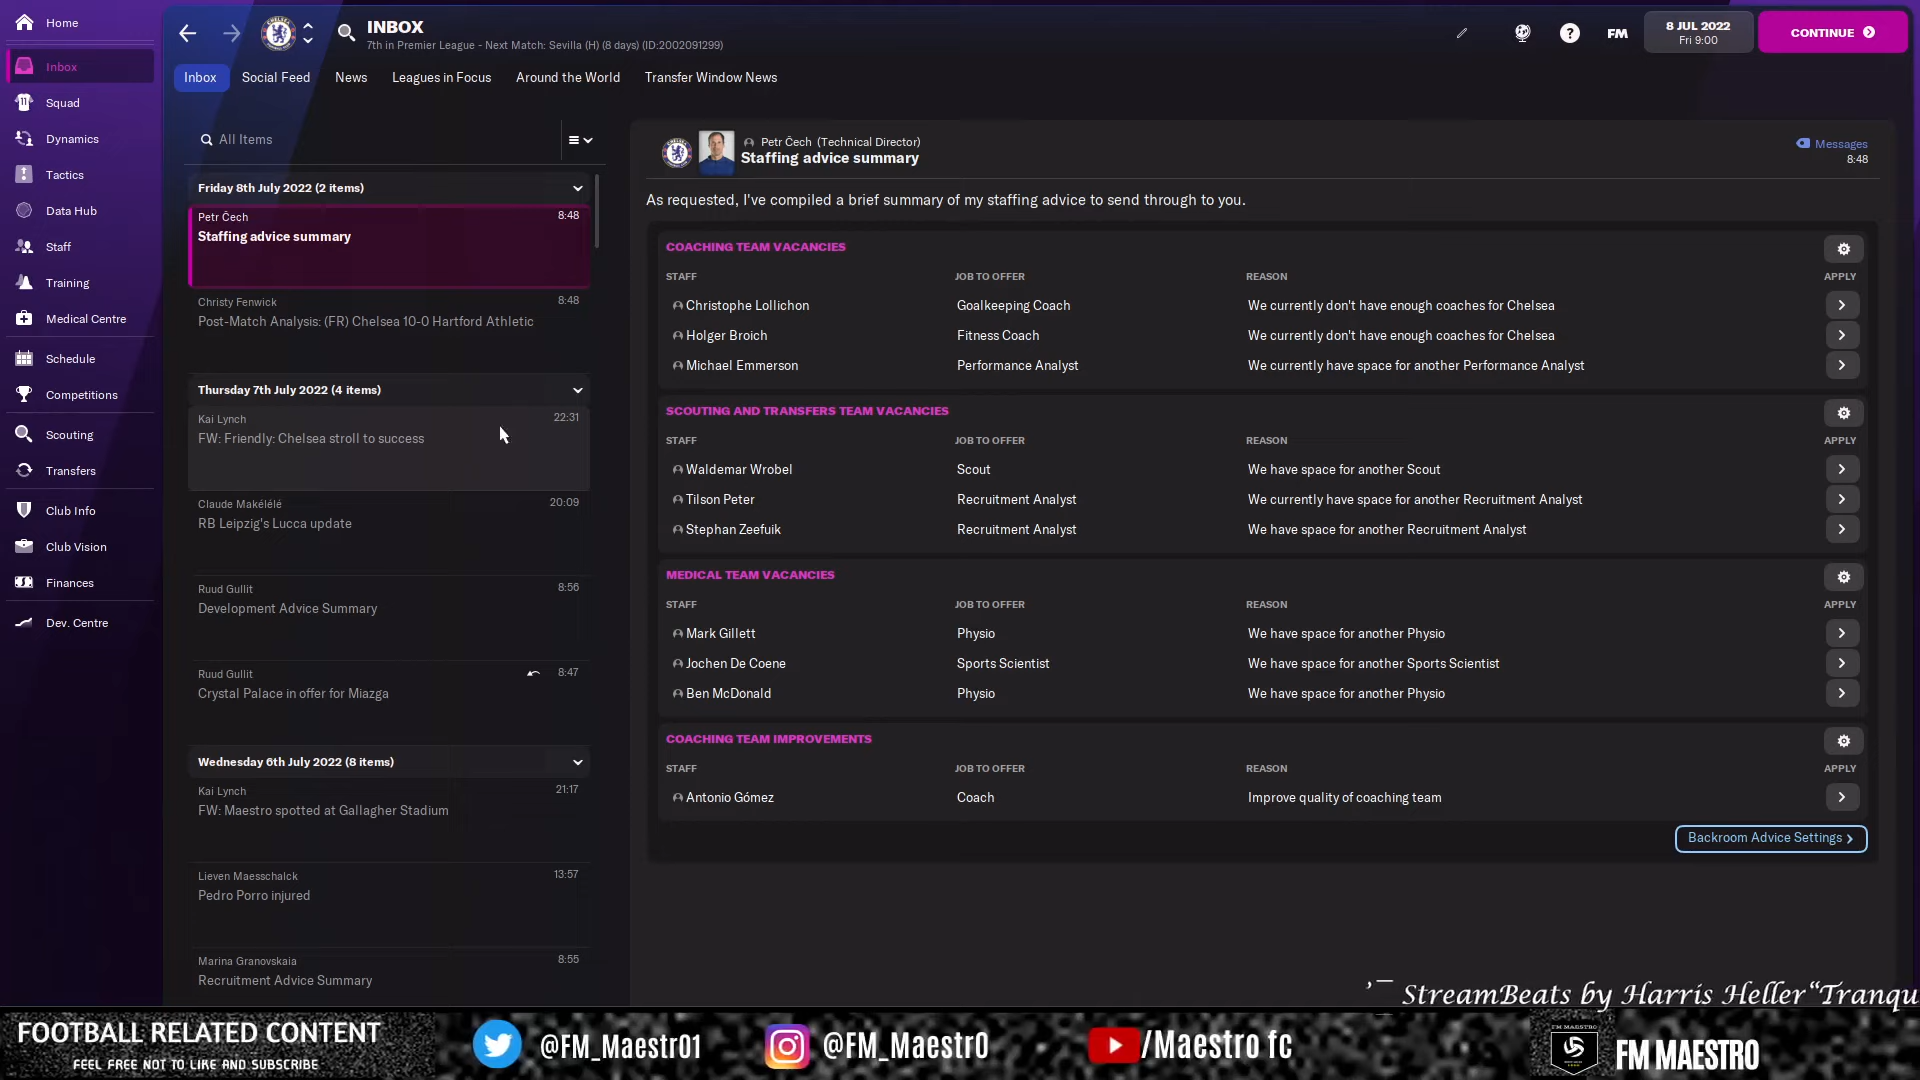 Home
Inbox
Squad
Dynamics
Tactics
Data Hub
Staff
Training
Medical Centre
Schedule
Competitions
Scouting
Transfers
Club Info
Club Vision
Finances
Dev. Centre
INBOX
7th in Premier League - Next Match: Sevilla (H) (8 days) (ID:2002091299)
FM
8 JUL 2022
Fri 9:00
CONTINUE
Inbox Social Feed News Leagues in Focus Around the World Transfer Window News
All Items
Friday 8th July 2022 (2 items)
Petr Čech 8:48
Staffing advice summary
Christy Fenwick 8:48
Post-Match Analysis: (FR) Chelsea 10-0 Hartford Athletic
Thursday 7th July 2022 (4 items)
Kai Lynch 22:31
FW: Friendly: Chelsea stroll to success
Claude Makélélé 20:09
RB Leipzig's Lucca update
Ruud Gullit 8:56
Development Advice Summary
Ruud Gullit 8:47
Crystal Palace in offer for Miazga
Wednesday 6th July 2022 (8 items)
Kai Lynch 21:17
FW: Maestro spotted at Gallagher Stadium
Lieven Maesschalck 13:57
Pedro Porro injured
Marina Granovskaia 8:55
Recruitment Advice Summary
Petr Čech (Technical Director)
Staffing advice summary
Messages
8:48
As requested, I've compiled a brief summary of my staffing advice to send through to you.
COACHING TEAM VACANCIES
STAFF JOB TO OFFER REASON APPLY
Christophe Lollichon Goalkeeping Coach We currently don't have enough coaches for Chelsea
Holger Broich Fitness Coach We currently don't have enough coaches for Chelsea
Michael Emmerson Performance Analyst We currently have space for another Performance Analyst
SCOUTING AND TRANSFERS TEAM VACANCIES
STAFF JOB TO OFFER REASON APPLY
Waldemar Wrobel Scout We have space for another Scout
Tilson Peter Recruitment Analyst We currently have space for another Recruitment Analyst
Stephan Zeefuik Recruitment Analyst We have space for another Recruitment Analyst
MEDICAL TEAM VACANCIES
STAFF JOB TO OFFER REASON APPLY
Mark Gillett Physio We have space for another Physio
Jochen De Coene Sports Scientist We have space for another Sports Scientist
Ben McDonald Physio We have space for another Physio
COACHING TEAM IMPROVEMENTS
STAFF JOB TO OFFER REASON APPLY
Antonio Gómez Coach Improve quality of coaching team
Backroom Advice Settings
StreamBeats by Harris Heller“Tranqu
FOOTBALL RELATED CONTENT
FEEL FREE NOT TO LIKE AND SUBSCRIBE
@FM_Maestr01
@FM_Maestr0
/Maestro fc
FM MAESTRO
FM MAESTRO